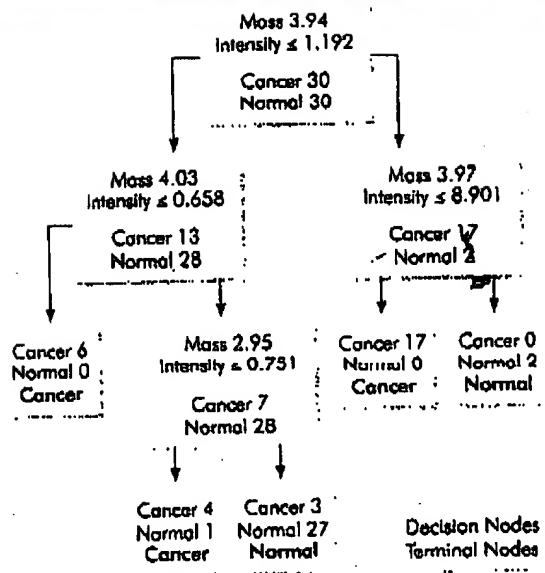 Mass 3.94
Intensity ≤ 1.192
Cancer 30
Normal 30
Mass 4.03
Intensity ≤ 0.658
Cancer 13
Normal 28
Mass 3.97
Intensity ≤ 8.901
Cancer 17
Normal 2
Cancer 6
Normal 0
Cancer
Mass 2.95
Intensity ≤ 0.751
Cancer 7
Normal 28
Cancer 17
Normal 0
Cancer
Cancer 0
Normal 2
Normal
Cancer 4
Normal 1
Cancer
Cancer 3
Normal 27
Normal
Decision Nodes
Terminal Nodes